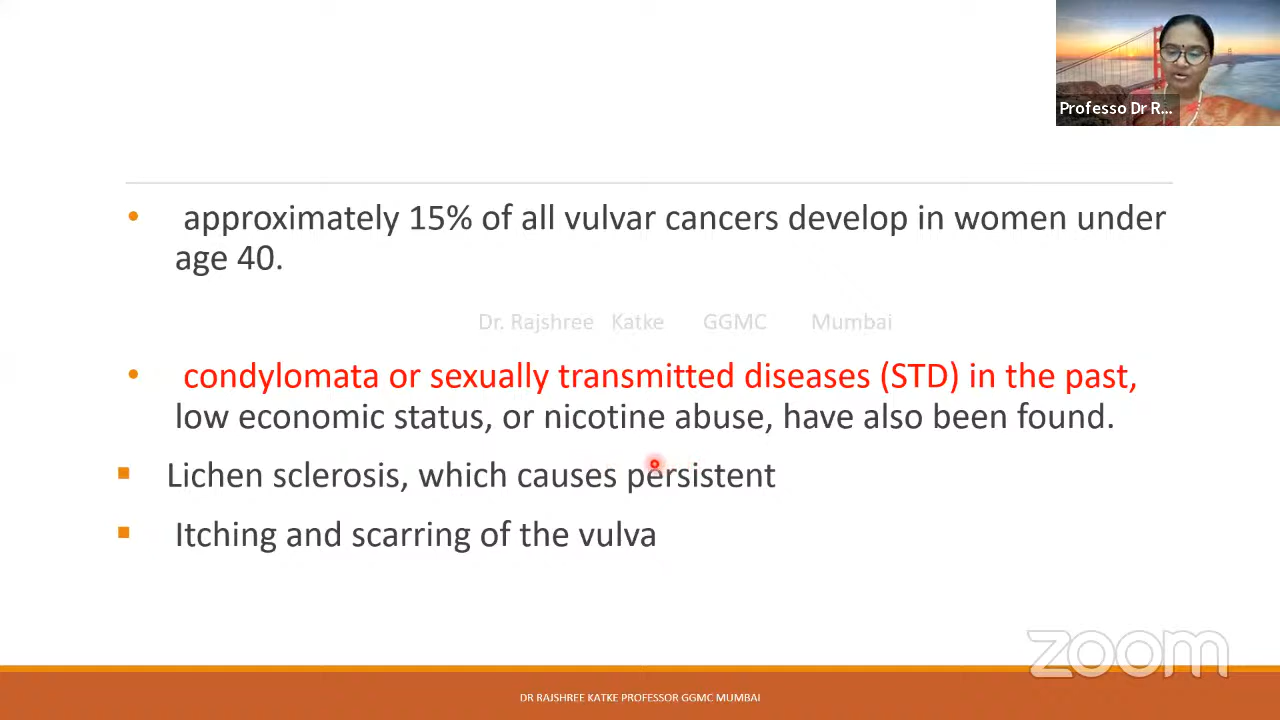 Professo Dr R...
approximately 15% of all vulvar cancers develop in women under
age 40.
Dr. Rajshree Katke GGMC Mumbai
condylomata or sexually transmitted diseases (STD) in the past,
low economic status, or nicotine abuse, have also been found.
Lichen sclerosis, which causes persistent
Itching and scarring of the vulva
zoom
DR RAJSHREE KATKE PROFESSOR GGMC MUMBAI